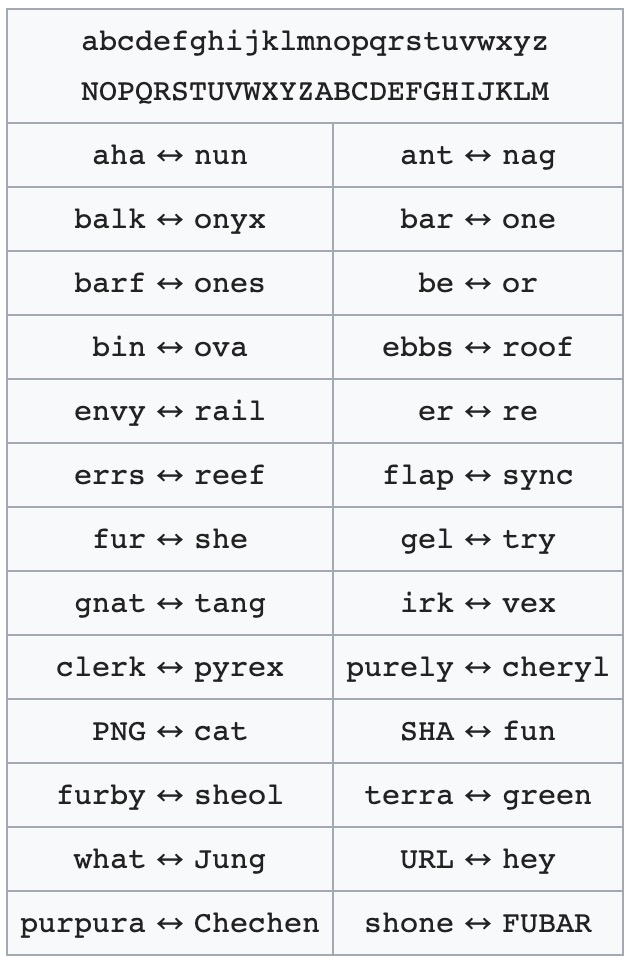 abcdefghijklmnopqrstuvwxyz
NOPQRSTUVWXYZABCDEFGHIJKLM
aha ↔ nun ant ↔ nag
balk ↔ onyx bar ↔ one
barf ↔ ones be ↔ or
bin ↔ ova ebbs ↔ roof
envy ↔ rail er ↔ re
errs ↔ reef flap ↔ sync
fur ↔ she gel ↔ try
gnat ↔ tang irk ↔ vex
clerk ↔ pyrex purely ↔ cheryl
PNG ↔ cat SHA ↔ fun
furby ↔ sheol terra ↔ green
what ↔ Jung URL ↔ hey
purpura ↔ Chechen shone ↔ FUBAR